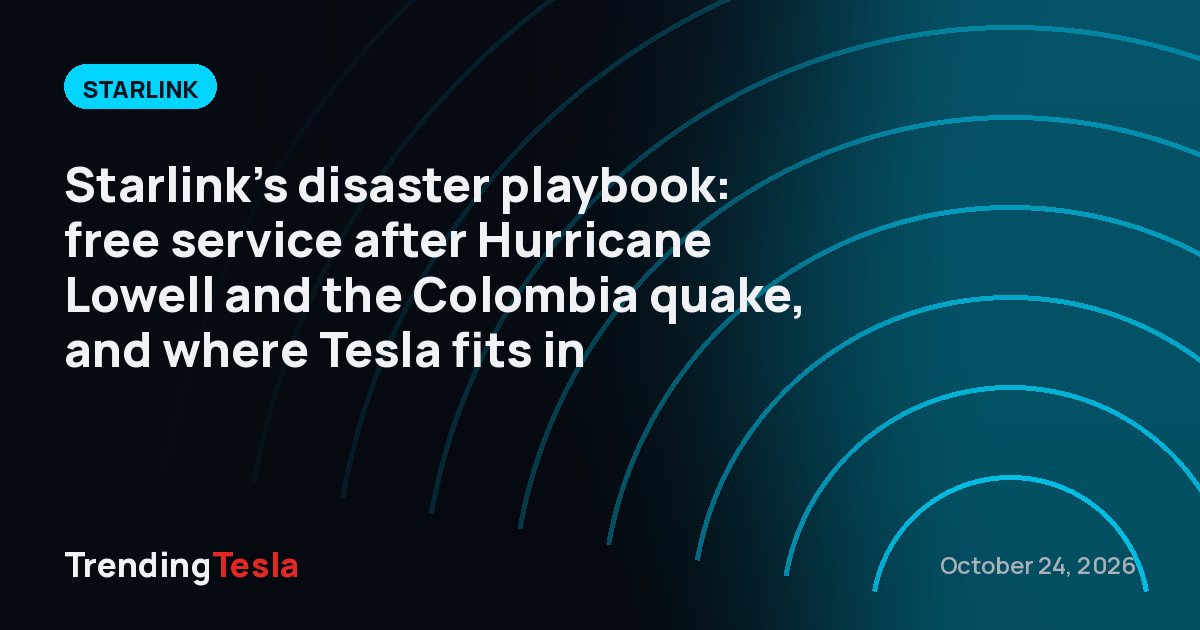 STARLINK
Starlink’s disaster playbook:
free service after Hurricane
Lowell and the Colombia quake,
and where Tesla fits in
TrendingTesla
October 24, 2026